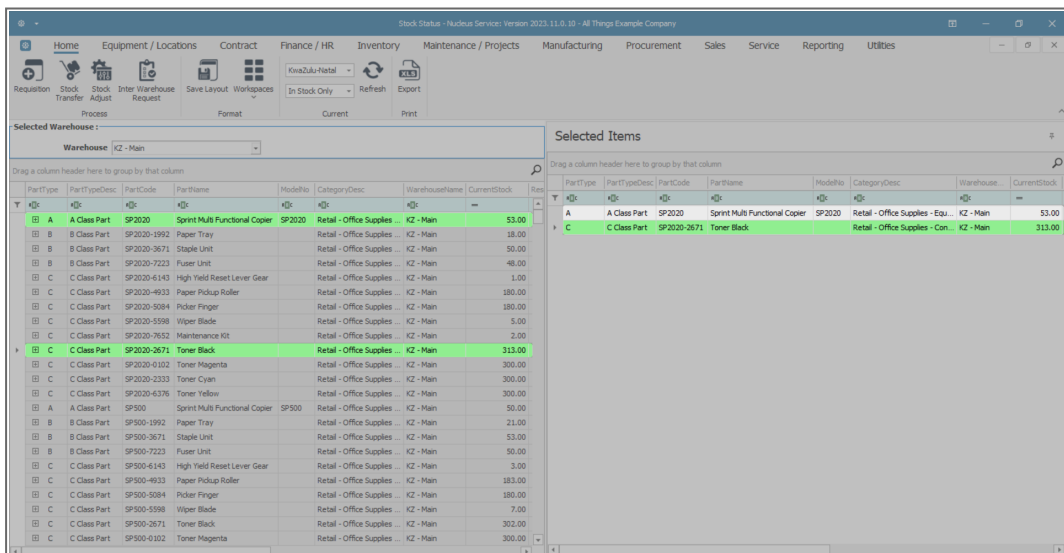 Stock Status - Nucleus Service: Version 2023.11.0.10 - All Things Example Company
Home Equipment / Locations Contract Finance / HR Inventory Maintenance / Projects Manufacturing Procurement Sales Service Reporting Utilities
KwaZulu-Natal
In Stock Only
Requisition Stock Transfer Stock Adjust Inter Warehouse Request Save Layout Workspaces Refresh Export
Process Format Current Print
Selected Warehouse :
Warehouse KZ - Main
Drag a column header here to group by that column
PartType PartTypeDesc PartCode PartName ModelNo CategoryDesc WarehouseName CurrentStock Res
A A Class Part SP2020 Sprint Multi Functional Copier SP2020 Retail - Office Supplies ... KZ - Main 53.00
B B Class Part SP2020-1992 Paper Tray Retail - Office Supplies ... KZ - Main 18.00
B B Class Part SP2020-3671 Staple Unit Retail - Office Supplies ... KZ - Main 50.00
B B Class Part SP2020-7223 Fuser Unit Retail - Office Supplies ... KZ - Main 48.00
C C Class Part SP2020-6143 High Yield Reset Lever Gear Retail - Office Supplies ... KZ - Main 1.00
C C Class Part SP2020-4933 Paper Pickup Roller Retail - Office Supplies ... KZ - Main 180.00
C C Class Part SP2020-5084 Picker Finger Retail - Office Supplies ... KZ - Main 180.00
C C Class Part SP2020-5598 Wiper Blade Retail - Office Supplies ... KZ - Main 5.00
C C Class Part SP2020-7652 Maintenance Kit Retail - Office Supplies ... KZ - Main 2.00
C C Class Part SP2020-2671 Toner Black Retail - Office Supplies ... KZ - Main 313.00
C C Class Part SP2020-0102 Toner Magenta Retail - Office Supplies ... KZ - Main 300.00
C C Class Part SP2020-2333 Toner Cyan Retail - Office Supplies ... KZ - Main 300.00
C C Class Part SP2020-6376 Toner Yellow Retail - Office Supplies ... KZ - Main 300.00
A A Class Part SP500 Sprint Multi Functional Copier SP500 Retail - Office Supplies ... KZ - Main 50.00
B B Class Part SP500-1992 Paper Tray Retail - Office Supplies ... KZ - Main 21.00
B B Class Part SP500-3671 Staple Unit Retail - Office Supplies ... KZ - Main 53.00
B B Class Part SP500-7223 Fuser Unit Retail - Office Supplies ... KZ - Main 50.00
C C Class Part SP500-6143 High Yield Reset Lever Gear Retail - Office Supplies ... KZ - Main 3.00
C C Class Part SP500-4933 Paper Pickup Roller Retail - Office Supplies ... KZ - Main 183.00
C C Class Part SP500-5084 Picker Finger Retail - Office Supplies ... KZ - Main 180.00
C C Class Part SP500-5598 Wiper Blade Retail - Office Supplies ... KZ - Main 7.00
C C Class Part SP500-2671 Toner Black Retail - Office Supplies ... KZ - Main 302.00
C C Class Part SP500-0102 Toner Magenta Retail - Office Supplies ... KZ - Main 300.00
Selected Items
Drag a column header here to group by that column
PartType PartTypeDesc PartCode PartName ModelNo CategoryDesc Warehouse... CurrentStock
A A Class Part SP2020 Sprint Multi Functional Copier SP2020 Retail - Office Supplies - Equ... KZ - Main 53.00
C C Class Part SP2020-2671 Toner Black Retail - Office Supplies - Con... KZ - Main 313.00